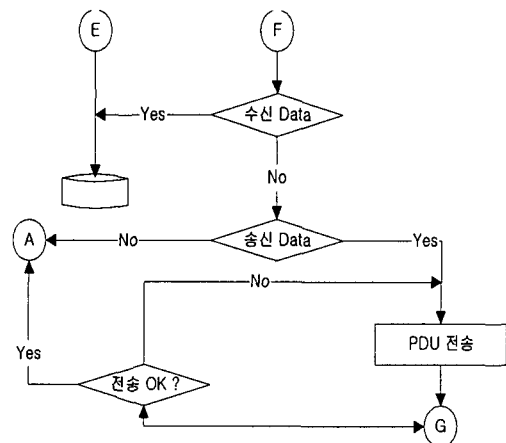 E
F
Yes
수신 Data
No
A
No
송신 Data
Yes
No
Yes
PDU 전송
전송 OK ?
G